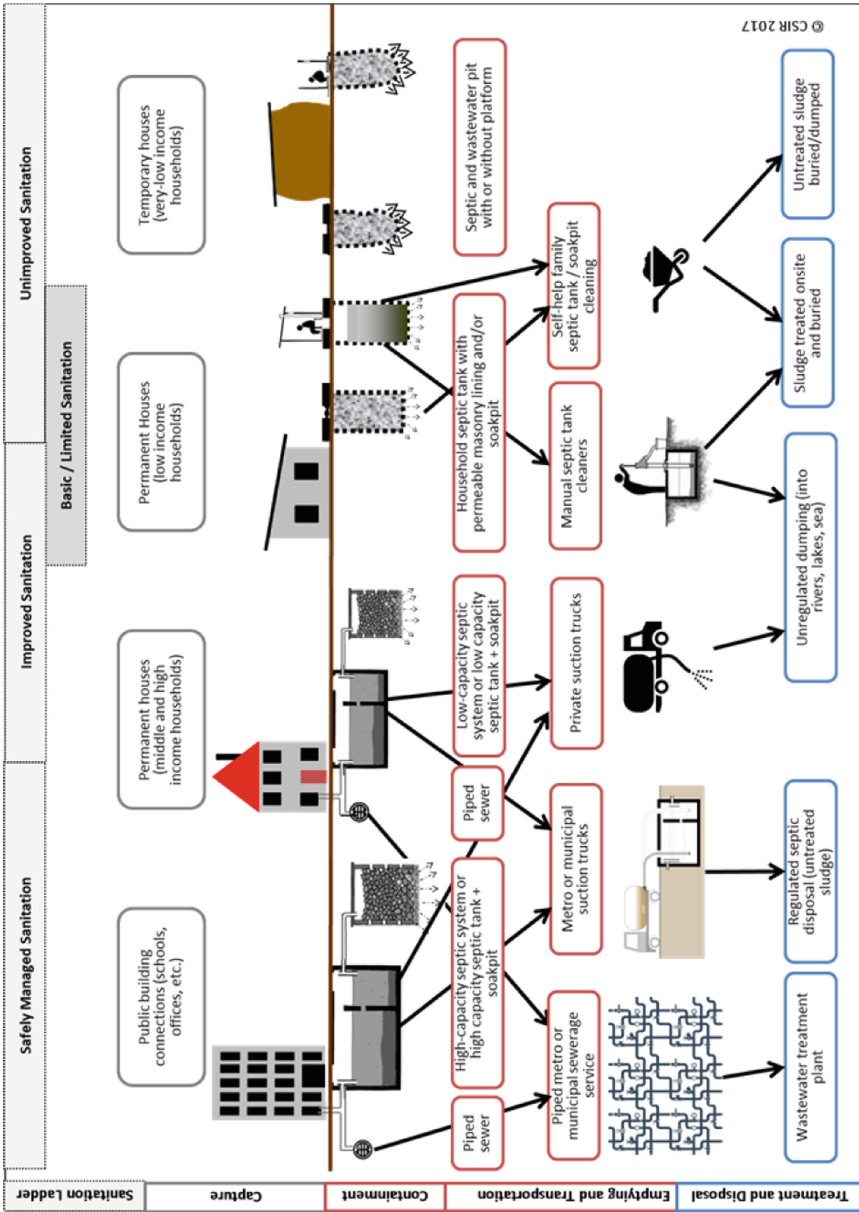 Sanitation Ladder
Safely Managed Sanitation
Improved Sanitation
Unimproved Sanitation
Basic / Limited Sanitation
Capture
Public building
connections (schools,
offices, etc.)
Permanent houses
(middle and high
income households)
Permanent Houses
(low income
households)
Temporary houses
(very-low income
households)
Containment
Piped
sewer
High-capacity septic system or
high capacity septic tank +
soakpit
Piped
sewer
Low-capacity septic
system or low capacity
septic tank + soakpit
Household septic tank with
permeable masonry lining and/or
soakpit
Septic and wastewater pit
with or without platform
Emptying and Transportation
Piped metro or
municipal sewerage
service
Metro or municipal
suction trucks
Private suction trucks
Manual septic tank
cleaners
Self-help family
septic tank / soakpit
cleaning
Treatment and Disposal
Wastewater treatment
plant
Regulated septic
disposal (untreated
sludge)
Unregulated dumping (into
rivers, lakes, sea)
Sludge treated onsite
and buried
Untreated sludge
buried/dumped
© CSIR 2017